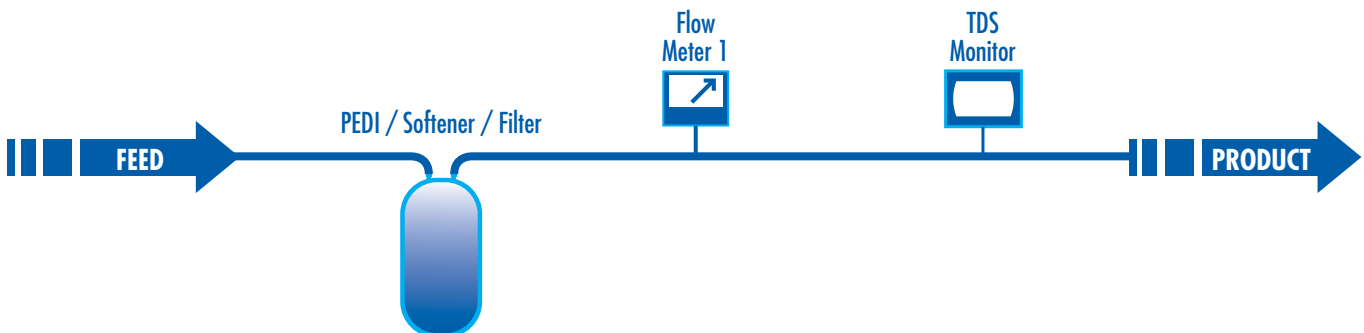 Flow
Meter 1
TDS
Monitor
PEDI / Softener / Filter
FEED
PRODUCT